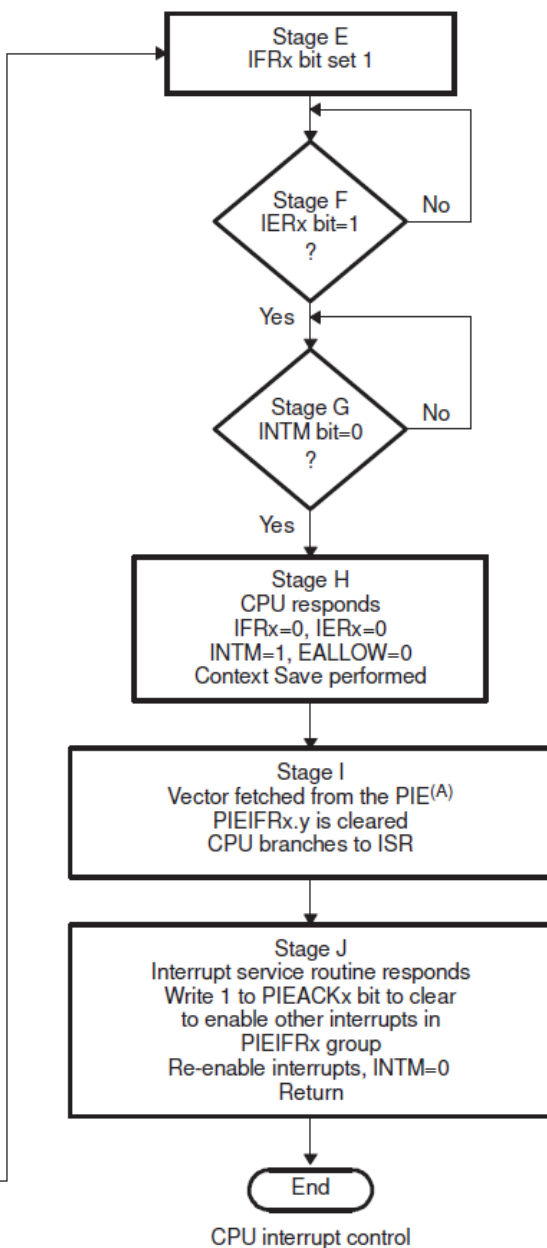 Stage E
IFRx bit set 1
Stage F
IERx bit=1
?
No
Yes
Stage G
INTM bit=0
?
No
Yes
Stage H
CPU responds
IFRx=0, IERx=0
INTM=1, EALLOW=0
Context Save performed
Stage I
Vector fetched from the PIE(A)
PIEIFRx.y is cleared
CPU branches to ISR
Stage J
Interrupt service routine responds
Write 1 to PIEACKx bit to clear
to enable other interrupts in
PIEIFRx group
Re-enable interrupts, INTM=0
Return
End
CPU interrupt control